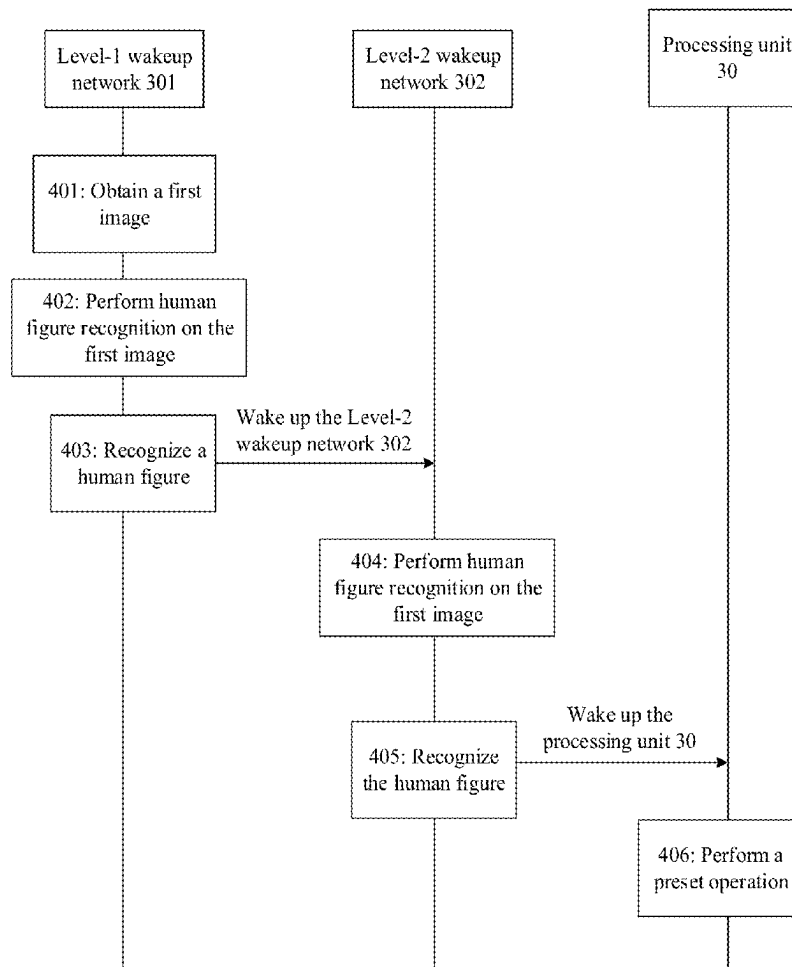 Level-1 wakeup
network 301
Level-2 wakeup
network 302
Processing unit
30
401: Obtain a first
image
402: Perform human
figure recognition on the
first image
403: Recognize a
human figure
Wake up the Level-2
wakeup network 302
404: Perform human
figure recognition on the
first image
405: Recognize
the human figure
Wake up the
processing unit 30
406: Perform a
preset operation